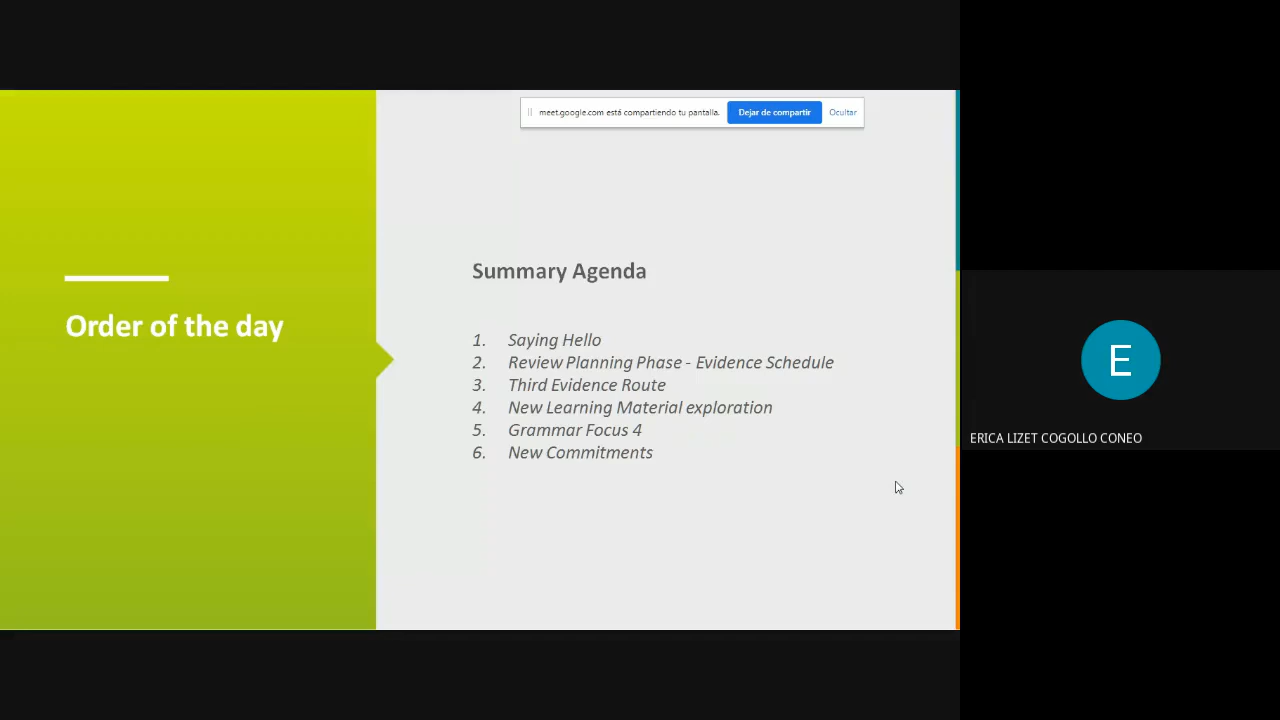 meet.google.com está compartiendo tu pantalla. Dejar de compartir Ocultar
Order of the day
Summary Agenda
1. Saying Hello
2. Review Planning Phase - Evidence Schedule
3. Third Evidence Route
4. New Learning Material exploration
5. Grammar Focus 4
6. New Commitments
E
ERICA LIZET COGOLLO CONEO